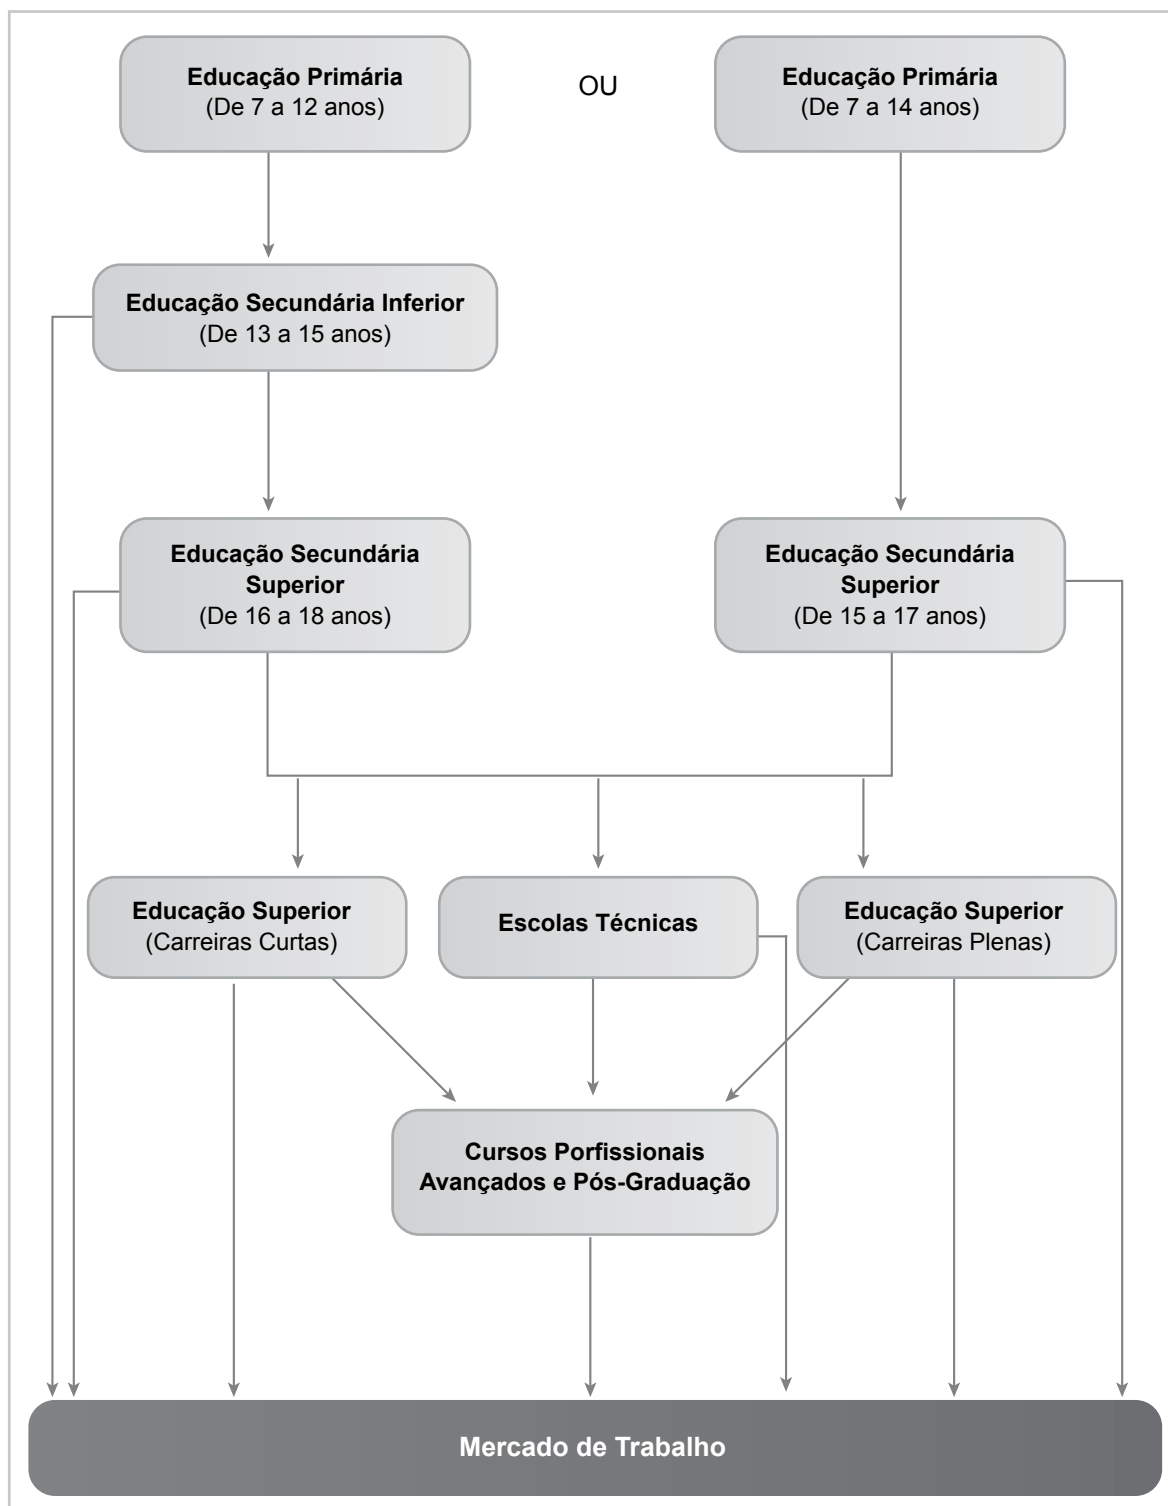 Educação Primária
(De 7 a 12 anos)
OU
Educação Primária
(De 7 a 14 anos)
Educação Secundária Inferior
(De 13 a 15 anos)
Educação Secundária
Superior
(De 16 a 18 anos)
Educação Secundária
Superior
(De 15 a 17 anos)
Educação Superior
(Carreiras Curtas)
Escolas Técnicas
Educação Superior
(Carreiras Plenas)
Cursos Porfissionais
Avançados e Pós-Graduação
Mercado de Trabalho